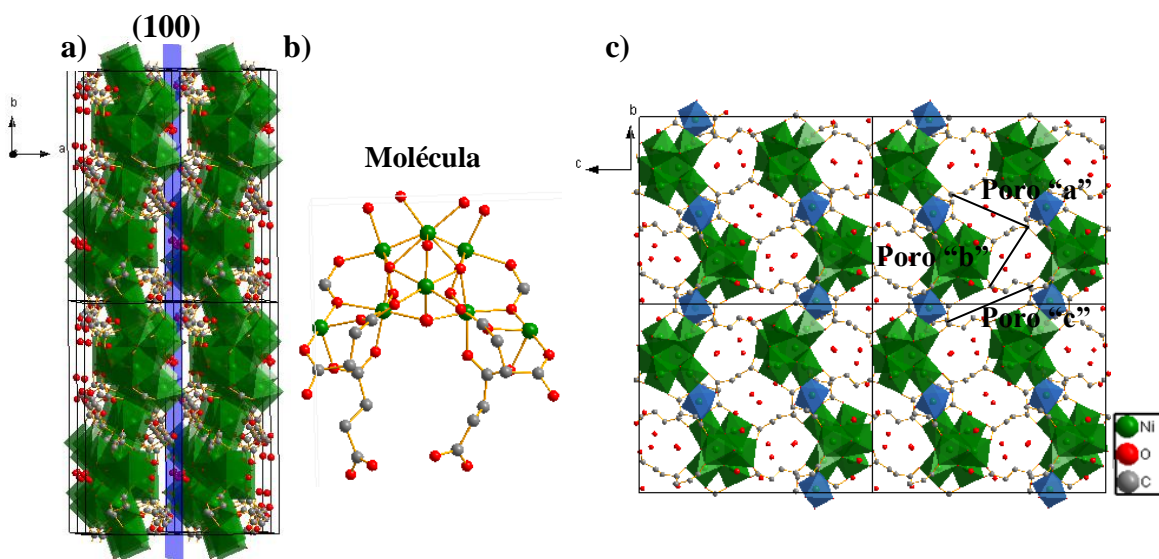 (100)
a)
b)
c)
b
a
Molécula
b
c
Poro “a”
Poro “b”
Poro “c”
Ni
O
C